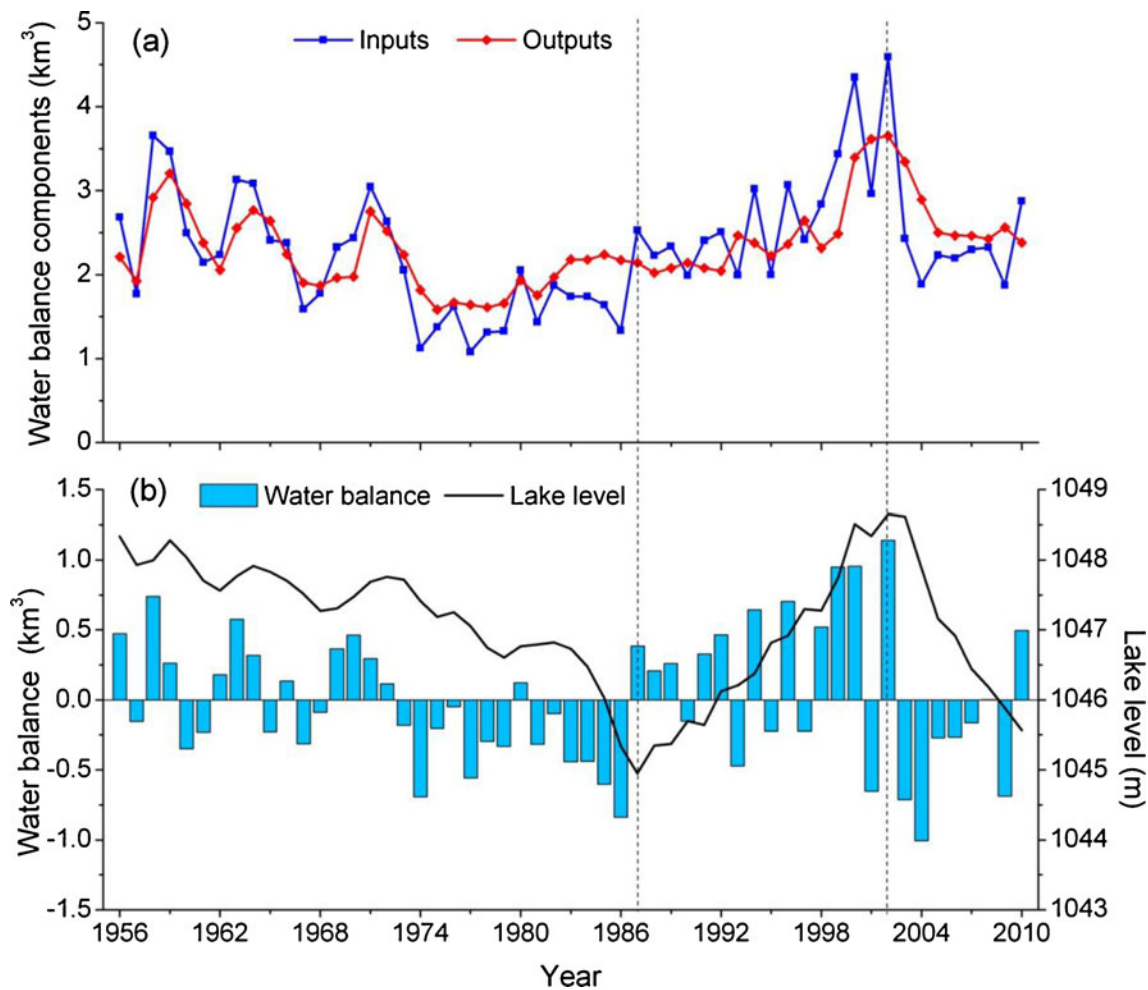 (a)
Inputs
Outputs
Water balance components (km³)
5
4
3
2
1
0
(b)
Water balance
Lake level
Water balance (km³)
1.5
1.0
0.5
0.0
-0.5
-1.0
-1.5
1049
1048
1047
1046
1045
1044
1043
Lake level (m)
1956 1962 1968 1974 1980 1986 1992 1998 2004 2010
Year